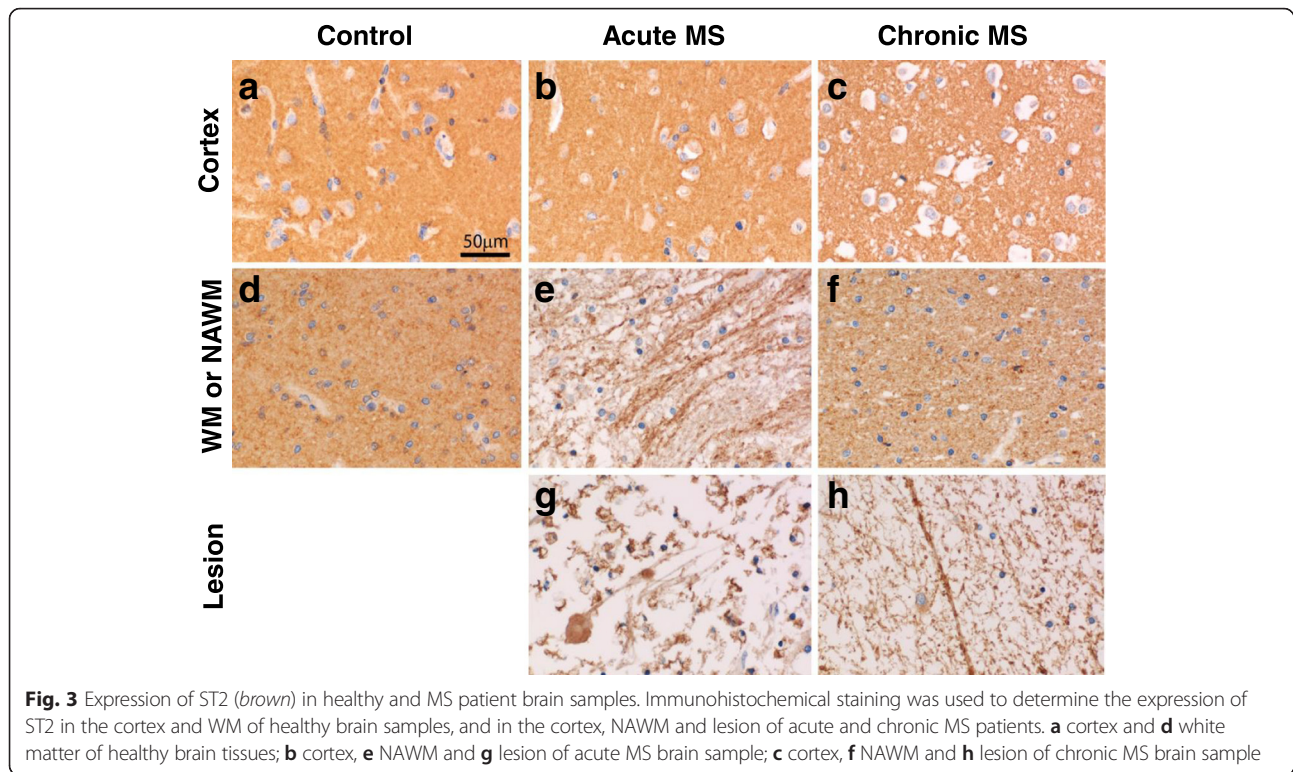 Control Acute MS Chronic MS
Cortex
a b c
50μm
WM or NAWM
d e f
Lesion
g h
Fig. 3 Expression of ST2 (brown) in healthy and MS patient brain samples. Immunohistochemical staining was used to determine the expression of
ST2 in the cortex and WM of healthy brain samples, and in the cortex, NAWM and lesion of acute and chronic MS patients. a cortex and d white
matter of healthy brain tissues; b cortex, e NAWM and g lesion of acute MS brain sample; c cortex, f NAWM and h lesion of chronic MS brain sample